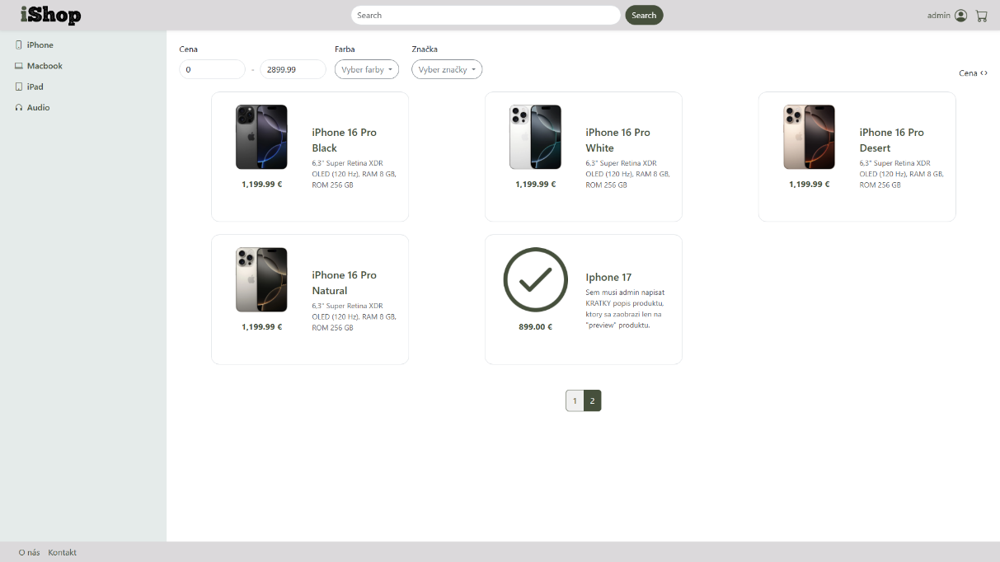 iShop
Search
Search
admin
iPhone
Macbook
iPad
Audio
Cena
Farba
Značka
0
-
2899.99
Vyber farby
Vyber značky
Cena
iPhone 16 Pro
Black
6,3" Super Retina XDR
OLED (120 Hz), RAM 8 GB,
ROM 256 GB
1,199.99 €
iPhone 16 Pro
White
6,3" Super Retina XDR
OLED (120 Hz), RAM 8 GB,
ROM 256 GB
1,199.99 €
iPhone 16 Pro
Desert
6,3" Super Retina XDR
OLED (120 Hz), RAM 8 GB,
ROM 256 GB
1,199.99 €
iPhone 16 Pro
Natural
6,3" Super Retina XDR
OLED (120 Hz), RAM 8 GB,
ROM 256 GB
1,199.99 €
Iphone 17
Sem musi admin napisat
KRATKY popis produktu,
ktory sa zaobrazi len na
"preview" produktu.
899.00 €
1
2
O nás
Kontakt